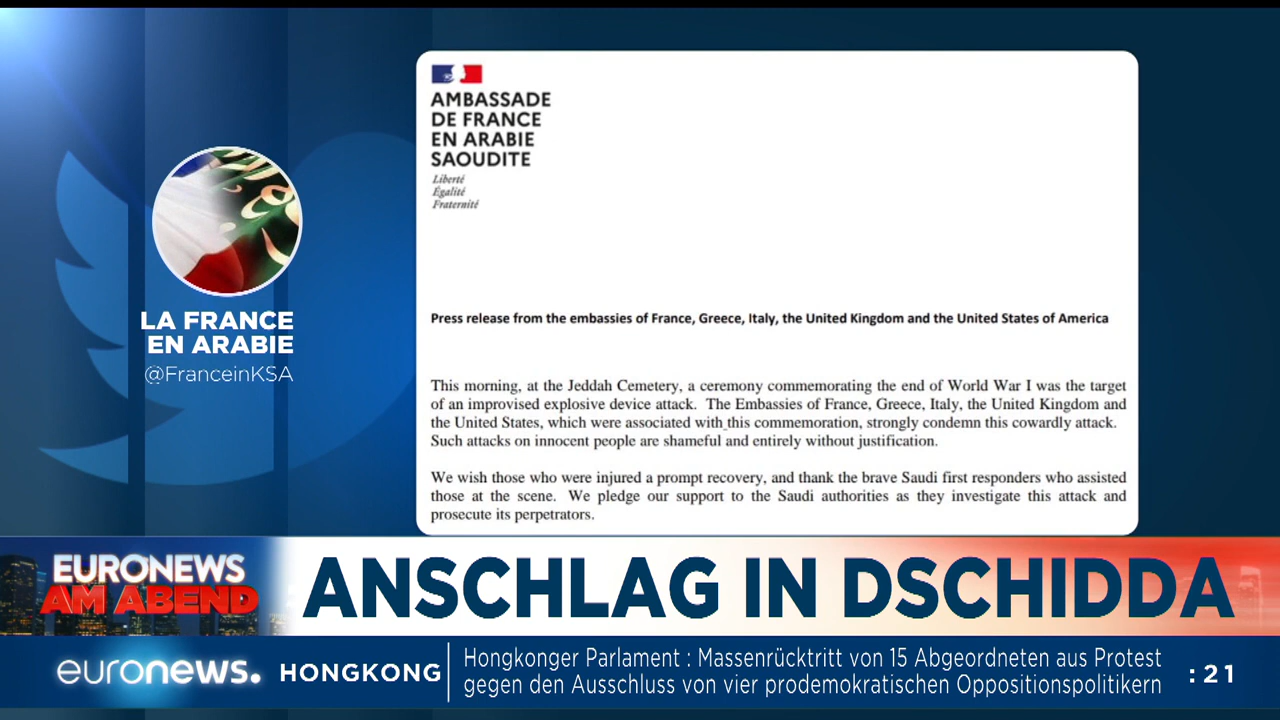 AMBASSADE
DE FRANCE
EN ARABIE
SAOUDITE
Liberté
Égalité
Fraternité
LA FRANCE
EN ARABIE
@FranceinKSA
Press release from the embassies of France, Greece, Italy, the United Kingdom and the United States of America
This morning, at the Jeddah Cemetery, a ceremony commemorating the end of World War I was the target
of an improvised explosive device attack. The Embassies of France, Greece, Italy, the United Kingdom and
the United States, which were associated with this commemoration, strongly condemn this cowardly attack.
Such attacks on innocent people are shameful and entirely without justification.
We wish those who were injured a prompt recovery, and thank the brave Saudi first responders who assisted
those at the scene. We pledge our support to the Saudi authorities as they investigate this attack and
prosecute its perpetrators.
EURONEWS
AM ABEND
ANSCHLAG IN DSCHIDDA
euronews.
HONGKONG
Hongkonger Parlament : Massenrücktritt von 15 Abgeordneten aus Protest
gegen den Ausschluss von vier prodemokratischen Oppositionspolitikern
:21